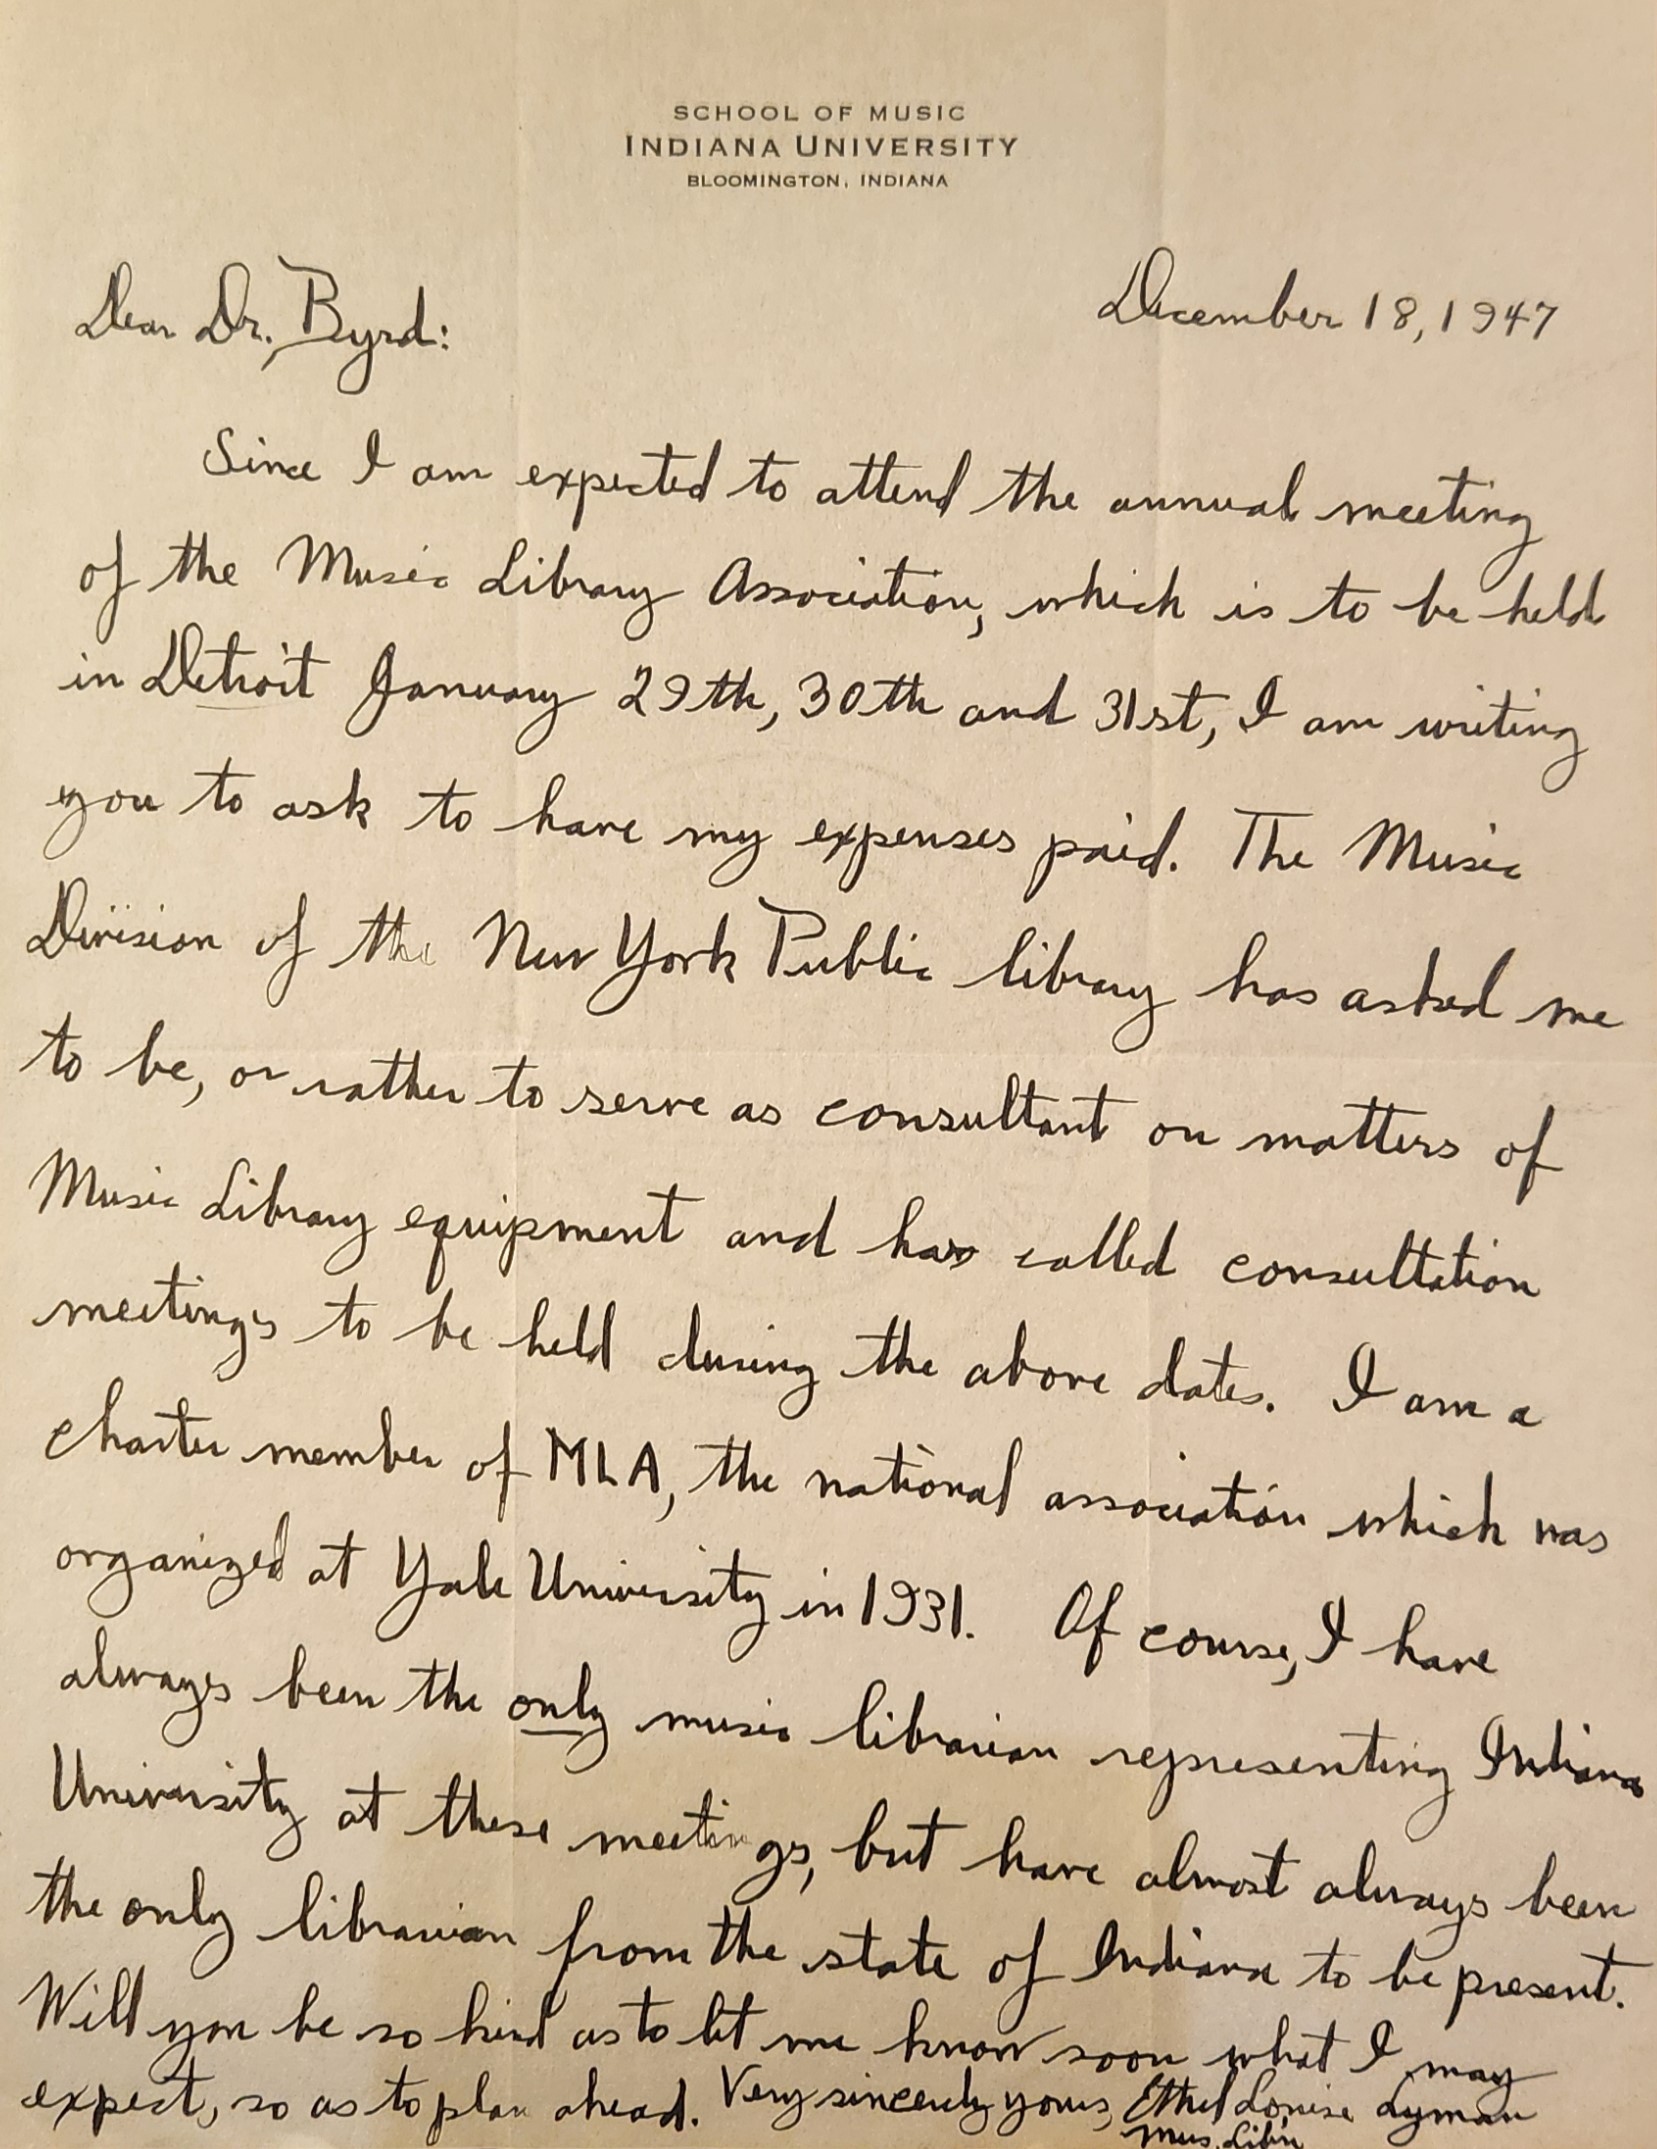 SCHOOL OF MUSIC
INDIANA UNIVERSITY
BLOOMINGTON, INDIANA
December 18, 1947
Dear Dr. Byrd:
Since I am expected to attend the annual meeting
of the Music Library Association, which is to be held
in Detroit January 29th, 30th and 31st, I am writing
you to ask to have my expenses paid. The Music
Division of the New York Public library has asked me
to be, or rather to serve as consultant on matters of
Music Library equipment and has called consultation
meetings to be held during the above dates. I am a
charter member of MLA, the national association which was
organized at Yale University in 1931. Of course, I have
always been the only music librarian representing Indiana
University at these meetings, but have almost always been
the only librarian from the state of Indiana to be present.
Will you be so kind as to let me know soon what I may
expect, so as to plan ahead. Very sincerely yours, Ethel Louise Lyman
Mus. Libn